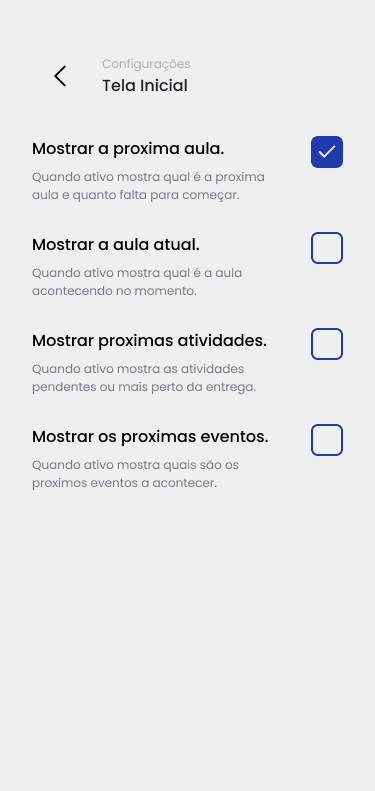 Configurações
Tela Inicial
Mostrar a proxima aula.
Quando ativo mostra qual é a proxima
aula e quanto falta para começar.
Mostrar a aula atual.
Quando ativo mostra qual é a aula
acontecendo no momento.
Mostrar proximas atividades.
Quando ativo mostra as atividades
pendentes ou mais perto da entrega.
Mostrar os proximas eventos.
Quando ativo mostra quais são os
proximos eventos a acontecer.